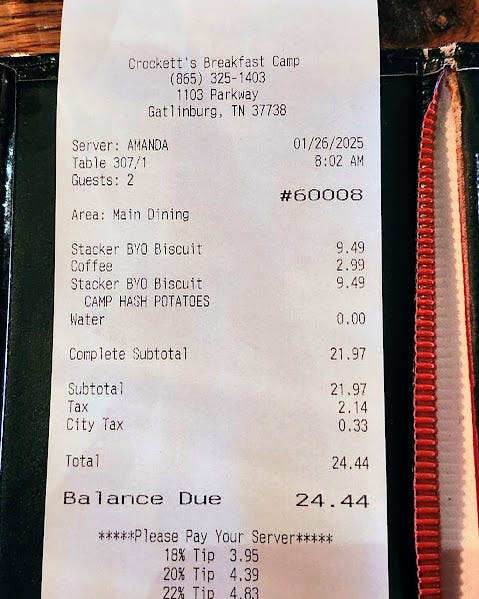 Crockett's Breakfast Camp
(865) 325-1403
1103 Parkway
Gatlinburg, TN 37738
Server: AMANDA 01/26/2025
Table 307/1 8:02 AM
Guests: 2
#60008
Area: Main Dining
Stacker BYO Biscuit 9.49
Coffee 2.99
Stacker BYO Biscuit 9.49
CAMP HASH POTATOES
Water 0.00
Complete Subtotal 21.97
Subtotal 21.97
Tax 2.14
City Tax 0.33
Total 24.44
Balance Due 24.44
*****Please Pay Your Server*****
18% Tip 3.95
20% Tip 4.39
22% Tip 4.83